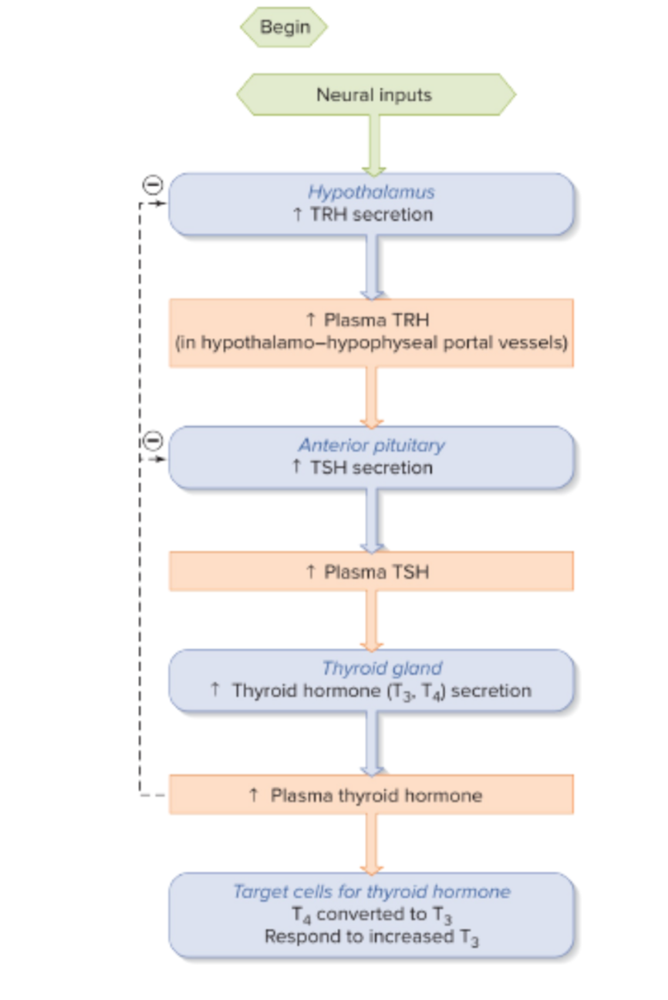 Begin
Neural inputs
⊖
Hypothalamus
↑ TRH secretion
↑ Plasma TRH
(in hypothalamo–hypophyseal portal vessels)
⊖
Anterior pituitary
↑ TSH secretion
↑ Plasma TSH
Thyroid gland
↑ Thyroid hormone (T₃, T₄) secretion
↑ Plasma thyroid hormone
Target cells for thyroid hormone
T₄ converted to T₃
Respond to increased T₃